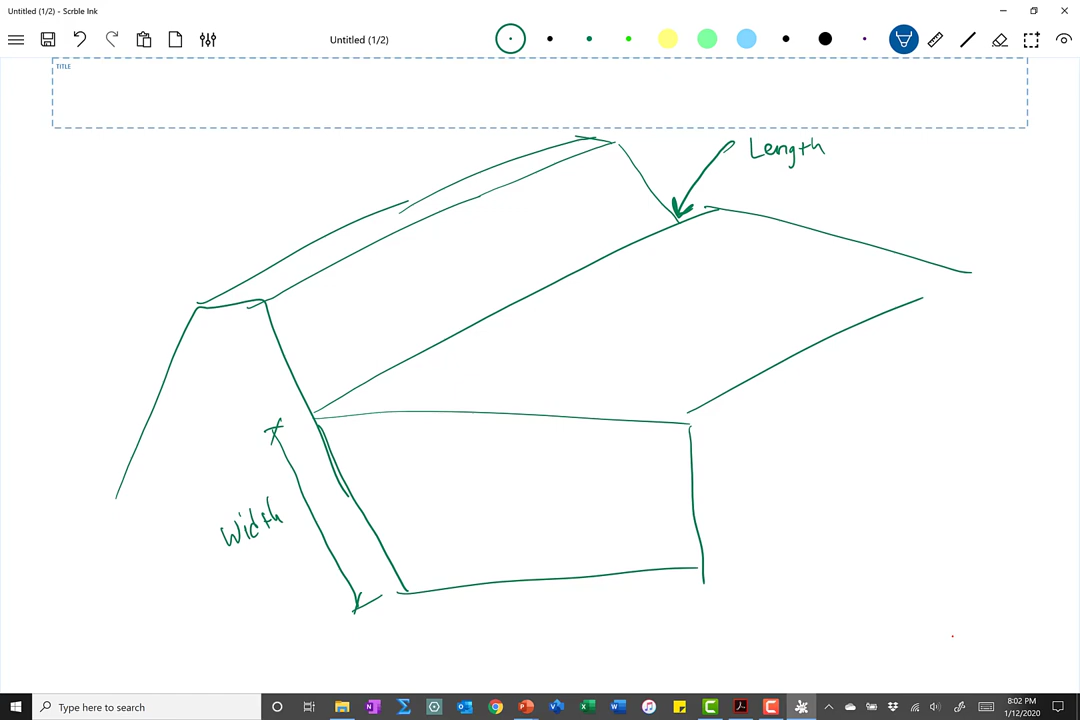 Untitled (1/2) - Scrble Ink
Untitled (1/2)
TITLE
Length
Width
Type here to search
8:02 PM
1/12/2020